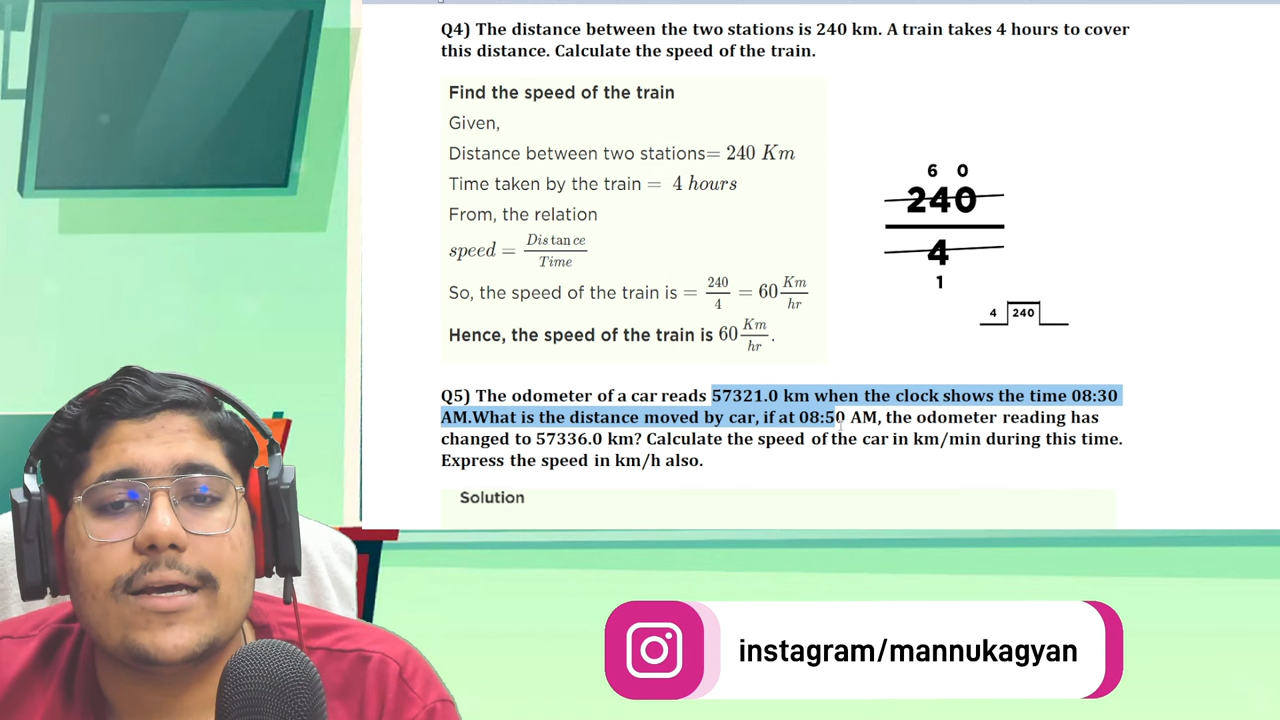 Q4) The distance between the two stations is 240 km. A train takes 4 hours to cover
this distance. Calculate the speed of the train.
Find the speed of the train
Given,
Distance between two stations= 240 Km
Time taken by the train = 4 hours
From, the relation
speed = Distance/Time
So, the speed of the train is = 240/4 = 60 Km/hr
Hence, the speed of the train is 60 Km/hr.
6 0
240
4
1
4 240
Q5) The odometer of a car reads 57321.0 km when the clock shows the time 08:30
AM.What is the distance moved by car, if at 08:50 AM, the odometer reading has
changed to 57336.0 km? Calculate the speed of the car in km/min during this time.
Express the speed in km/h also.
Solution
instagram/mannukagyan